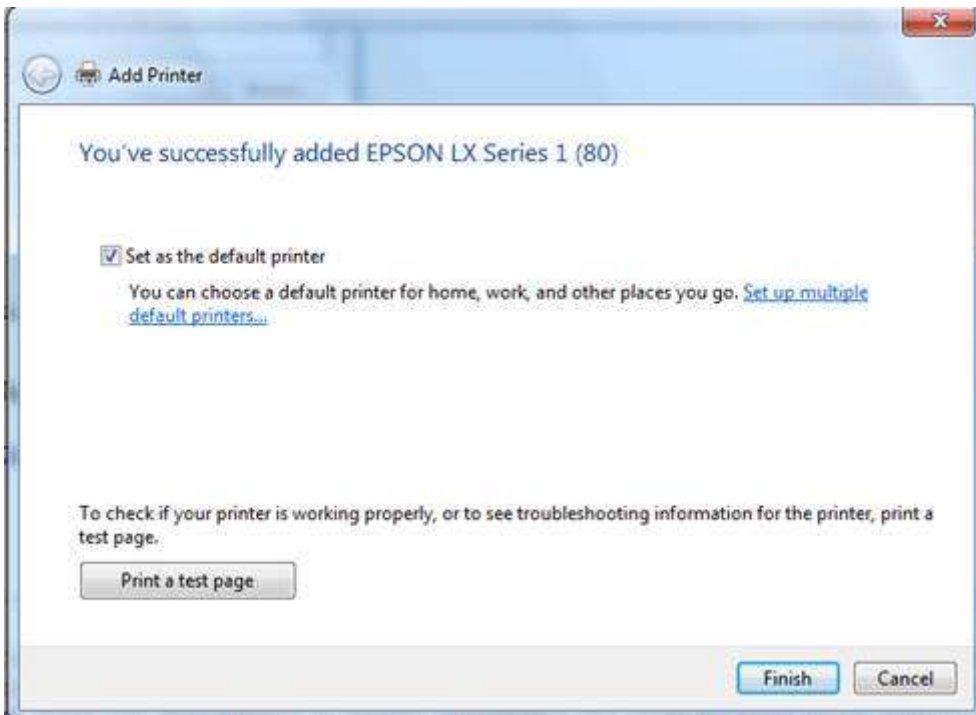 Add Printer
You've successfully added EPSON LX Series 1 (80)
Set as the default printer
You can choose a default printer for home, work, and other places you go. Set up multiple
default printers...
To check if your printer is working properly, or to see troubleshooting information for the printer, print a
test page.
Print a test page
Finish Cancel